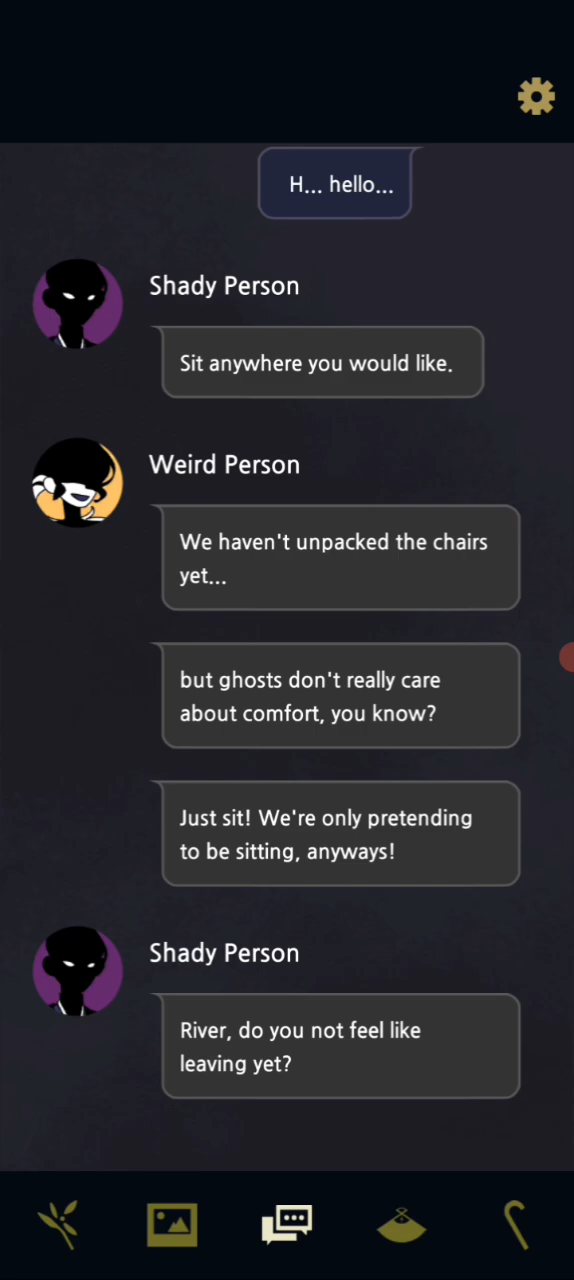 H... hello...
Shady Person
Sit anywhere you would like.
Weird Person
We haven't unpacked the chairs
yet...
but ghosts don't really care
about comfort, you know?
Just sit! We're only pretending
to be sitting, anyways!
Shady Person
River, do you not feel like
leaving yet?